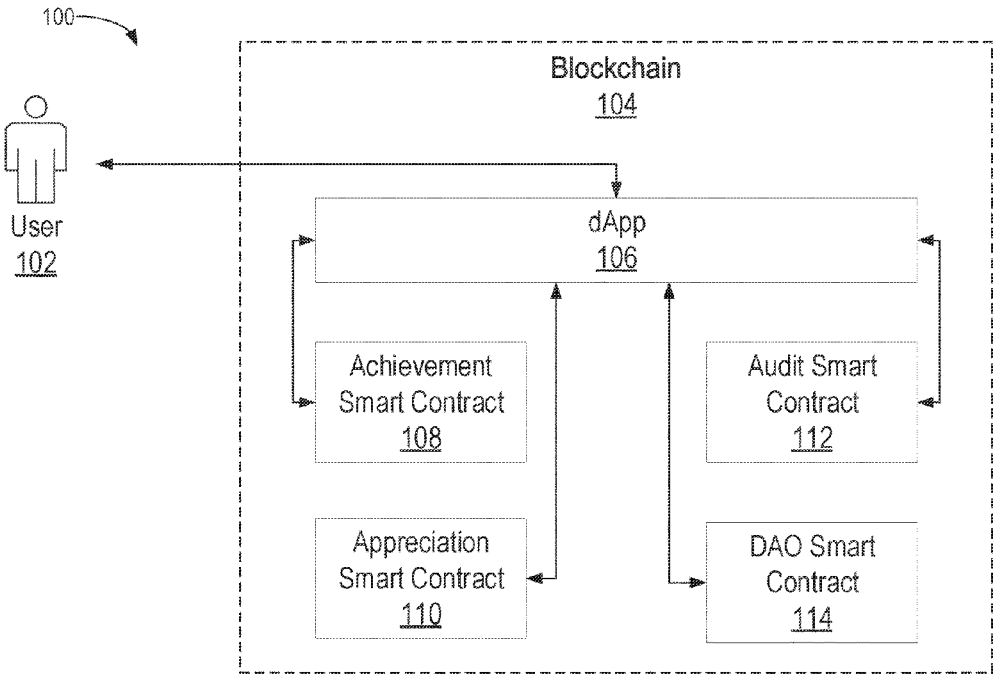 100
Blockchain
104
User
102
dApp
106
Achievement
Smart Contract
108
Audit Smart
Contract
112
Appreciation
Smart Contract
110
DAO Smart
Contract
114